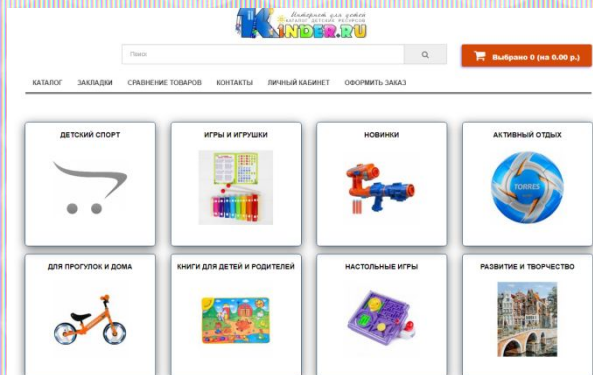 Интернет для детей
КАТАЛОГ ДЕТСКИХ РЕСУРСОВ
KINDER.RU
Поиск
Выбрано 0 (на 0.00 р.)
КАТАЛОГ ЗАКЛАДКИ СРАВНЕНИЕ ТОВАРОВ КОНТАКТЫ ЛИЧНЫЙ КАБИНЕТ ОФОРМИТЬ ЗАКАЗ
ДЕТСКИЙ СПОРТ ИГРЫ И ИГРУШКИ НОВИНКИ АКТИВНЫЙ ОТДЫХ
TORRES
ДЛЯ ПРОГУЛОК И ДОМА КНИГИ ДЛЯ ДЕТЕЙ И РОДИТЕЛЕЙ НАСТОЛЬНЫЕ ИГРЫ РАЗВИТИЕ И ТВОРЧЕСТВО